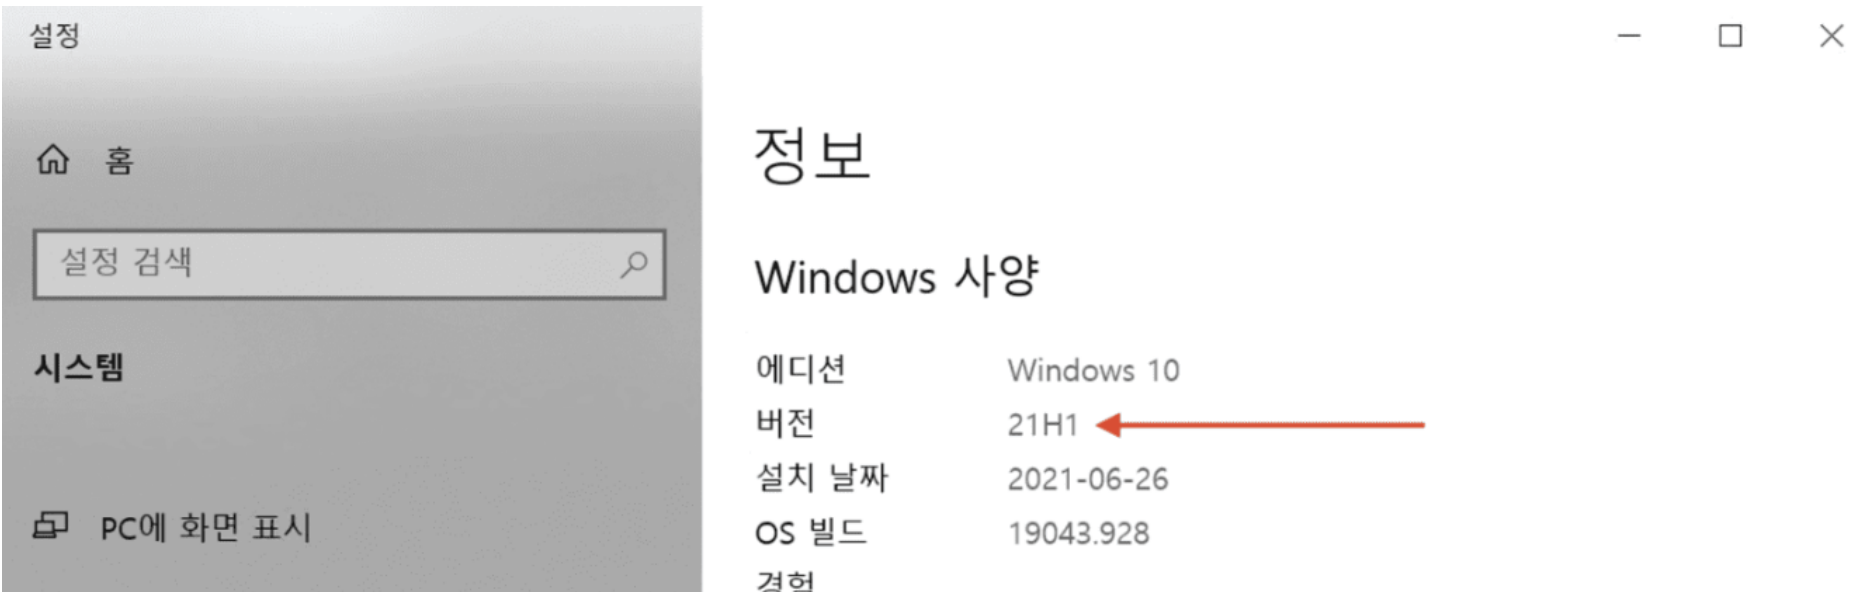 설정
홈
설정 검색
시스템
PC에 화면 표시
정보
Windows 사양
에디션 Windows 10
버전 21H1
설치 날짜 2021-06-26
OS 빌드 19043.928
경험